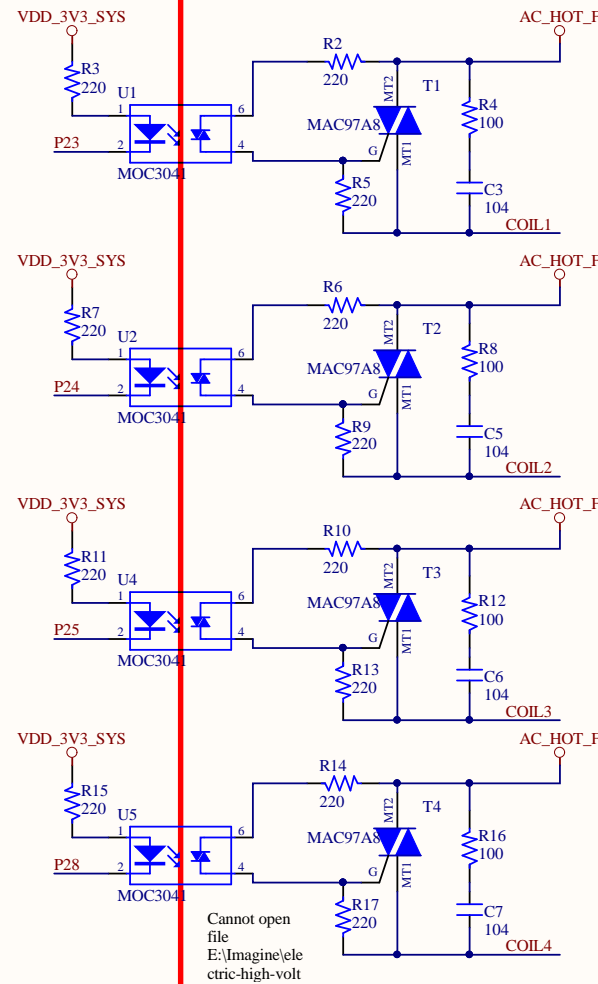 VDD_3V3_SYS
AC_HOT_F
R3
220
U1
1
2
6
4
P23
MOC3041
R2
220
MT2
T1
MAC97A8
G
MT1
R4
100
R5
220
C3
104
COIL1
VDD_3V3_SYS
AC_HOT_F
R7
220
U2
1
2
6
4
P24
MOC3041
R6
220
MT2
T2
MAC97A8
G
MT1
R8
100
R9
220
C5
104
COIL2
VDD_3V3_SYS
AC_HOT_F
R11
220
U4
1
2
6
4
P25
MOC3041
R10
220
MT2
T3
MAC97A8
G
MT1
R12
100
R13
220
C6
104
COIL3
VDD_3V3_SYS
AC_HOT_F
R15
220
U5
1
2
6
4
P28
MOC3041
R14
220
MT2
T4
MAC97A8
G
MT1
R16
100
R17
220
C7
104
COIL4
Cannot open
file
E:\Imagine\ele
ctric-high-volt